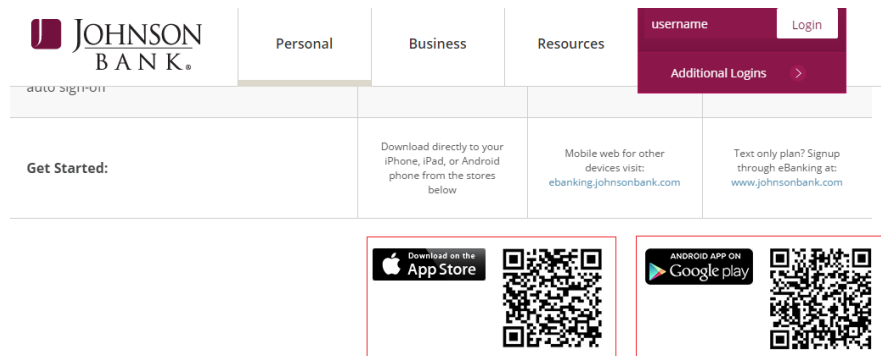 JOHNSON
BANK®
Personal
Business
Resources
username
Login
Additional Logins
auto sign-off
Get Started:
Download directly to your
iPhone, iPad, or Android
phone from the stores
below
Mobile web for other
devices visit:
ebanking.johnsonbank.com
Text only plan? Signup
through eBanking at:
www.johnsonbank.com
Download on the
App Store
ANDROID APP ON
Google play